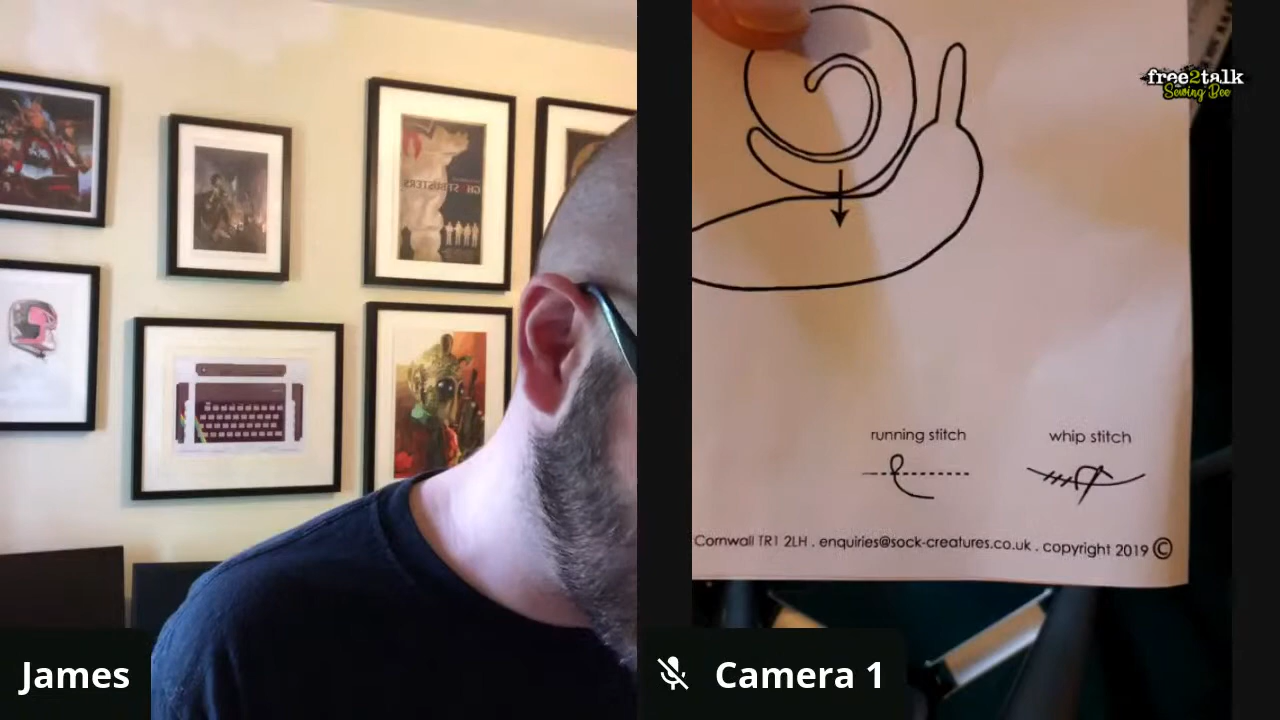 free2talk
Sewing Bee
GHOSTBUSTERS
running stitch
whip stitch
Cornwall TR1 2LH . enquiries@sock-creatures.co.uk . copyright 2019 ©
James
Camera 1